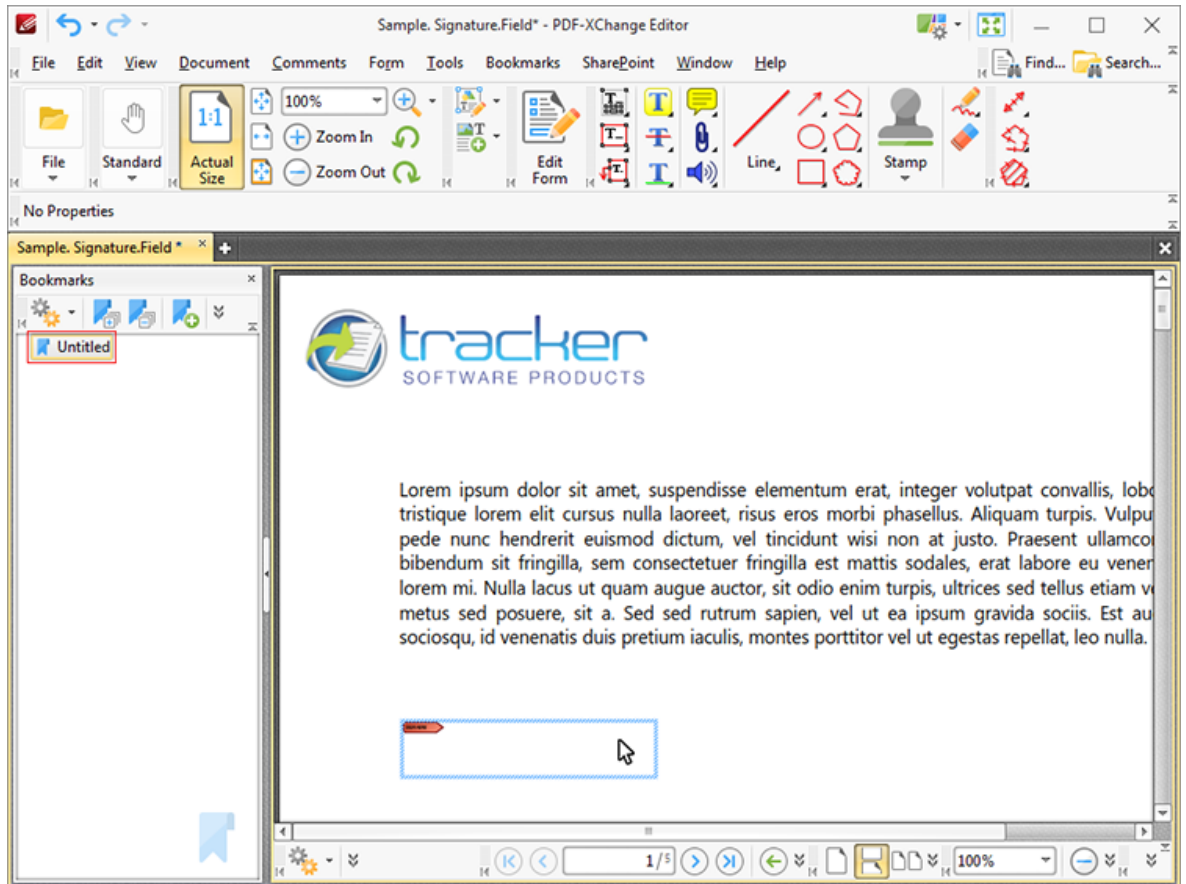 Sample. Signature.Field* - PDF-XChange Editor
File Edit View Document Comments Form Tools Bookmarks SharePoint Window Help Find... Search...
File
Standard
1:1
Actual
Size
100%
Zoom In
Zoom Out
Edit
Form
Line
Stamp
No Properties
Sample. Signature.Field *
Bookmarks
Untitled
tracker
SOFTWARE PRODUCTS
Lorem ipsum dolor sit amet, suspendisse elementum erat, integer volutpat convallis, lobo
tristique lorem elit cursus nulla laoreet, risus eros morbi phasellus. Aliquam turpis. Vulpu
pede nunc hendrerit euismod dictum, vel tincidunt wisi non at justo. Praesent ullamcor
bibendum sit fringilla, sem consectetuer fringilla est mattis sodales, erat labore eu vener
lorem mi. Nulla lacus ut quam augue auctor, sit odio enim turpis, ultrices sed tellus etiam v
metus sed posuere, sit a. Sed sed rutrum sapien, vel ut ea ipsum gravida sociis. Est au
sociosqu, id venenatis duis pretium iaculis, montes porttitor vel ut egestas repellat, leo nulla.
1/5
100%